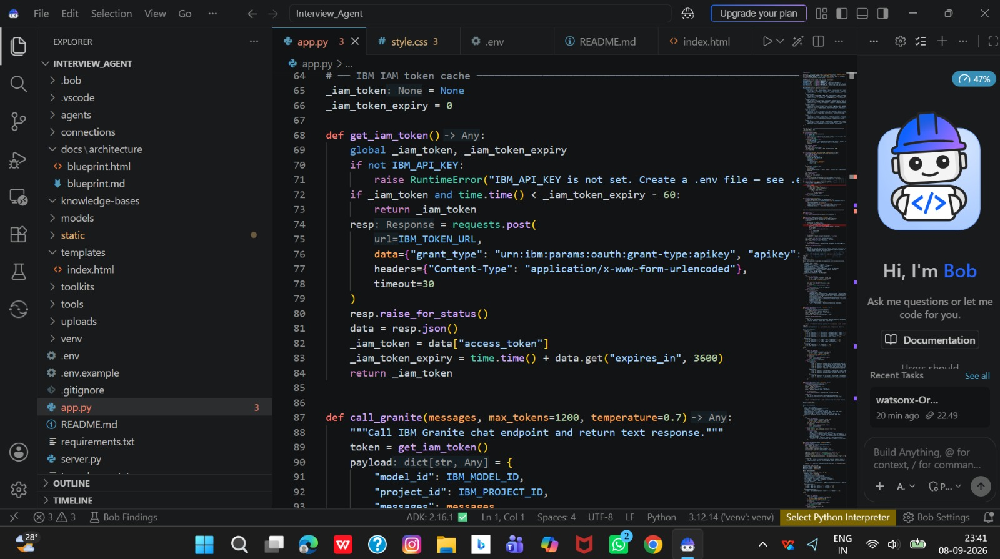 File Edit Selection View Go ···
Interview_Agent
Upgrade your plan
EXPLORER
INTERVIEW_AGENT
.bob
.vscode
agents
connections
docs\architecture
blueprint.html
blueprint.md
knowledge-bases
models
static
templates
index.html
toolkits
tools
uploads
venv
.env
.env.example
.gitignore
app.py 3
README.md
requirements.txt
server.py
OUTLINE
TIMELINE
app.py 3
# style.css 3
.env
README.md
index.html
app.py > ...
64 # —— IBM IAM token cache
65 _iam_token: None = None
66 _iam_token_expiry = 0
67
68 def get_iam_token() -> Any:
69 global _iam_token, _iam_token_expiry
70 if not IBM_API_KEY:
71 raise RuntimeError("IBM_API_KEY is not set. Create a .env file — see .e
72 if _iam_token and time.time() < _iam_token_expiry - 60:
73 return _iam_token
74 resp: Response = requests.post(
75 url=IBM_TOKEN_URL,
76 data={"grant_type": "urn:ibm:params:oauth:grant-type:apikey", "apikey":
77 headers={"Content-Type": "application/x-www-form-urlencoded"},
78 timeout=30
79 )
80 resp.raise_for_status()
81 data = resp.json()
82 _iam_token = data["access_token"]
83 _iam_token_expiry = time.time() + data.get("expires_in", 3600)
84 return _iam_token
85
86
87 def call_granite(messages, max_tokens=1200, temperature=0.7) -> Any:
88 """Call IBM Granite chat endpoint and return text response."""
89 token = get_iam_token()
90 payload: dict[str, Any] = {
91 "model_id": IBM_MODEL_ID,
92 "project_id": IBM_PROJECT_ID,
93 "messages": messages
47%
</>
Hi, I'm Bob
Ask me questions or let me
code for you.
Documentation
Users should
Recent Tasks See all
watsonx-Or...
20 min ago 22.49
Build Anything, @ for
context, / for comman...
A. P...
3 3 Bob Findings
ADK: 2.16.1 Ln 1, Col 1 Spaces: 4 UTF-8 LF Python 3.12.14 ('venv': venv) Select Python Interpreter Bob Settings
28°
2
ENG
IN
23:41
08-09-2026